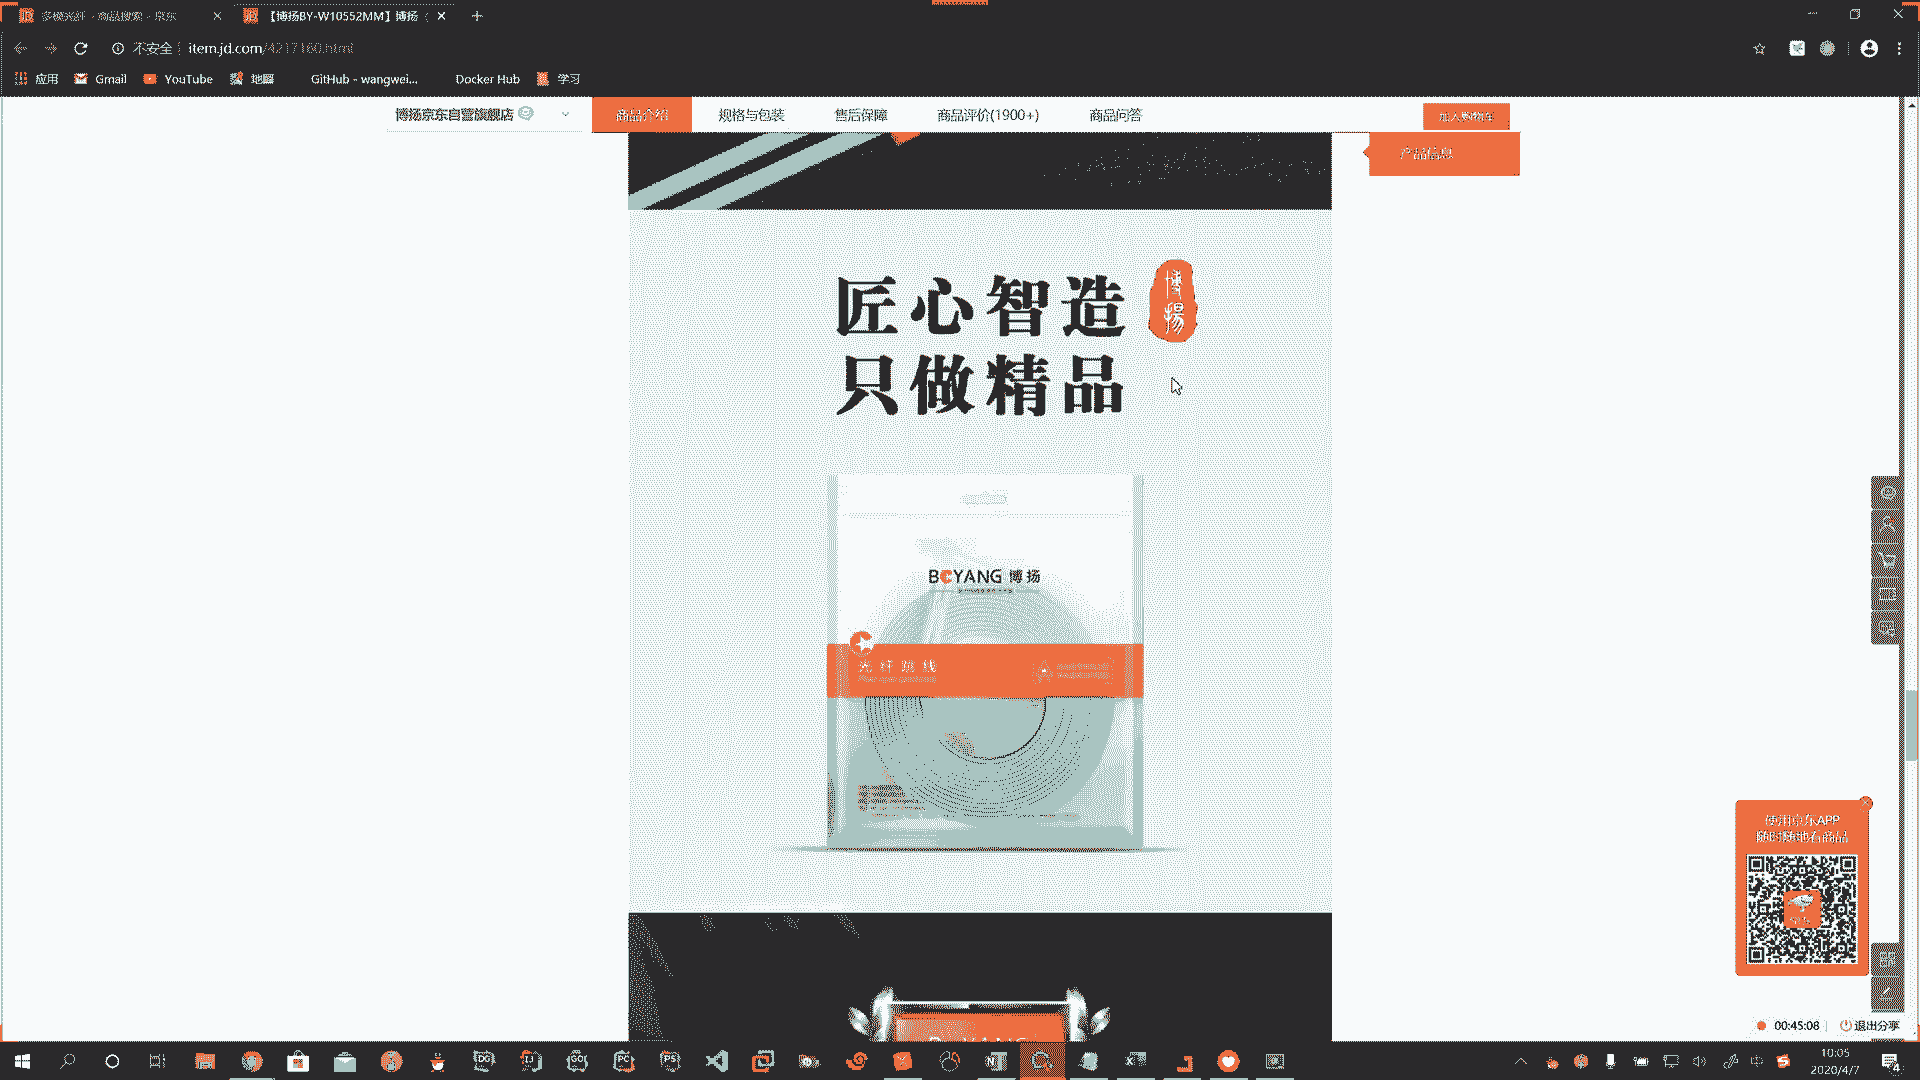 多模光纤 - 商品搜索 - 京东
【博扬BY-W10552MM】博扬
不安全 item.jd.com/4217160.html
应用 Gmail YouTube 地图 GitHub - wangwei... Docker Hub 学习
博扬京东自营旗舰店 商品介绍 规格与包装 售后保障 商品评价(1900+) 商品问答 加入购物车
产品信息
匠心智造
只做精品
博揚
BOYANG 博扬
光纤跳线
使用京东APP
随时随地看商品
00:45:08 退出分享
10:05
2020/4/7